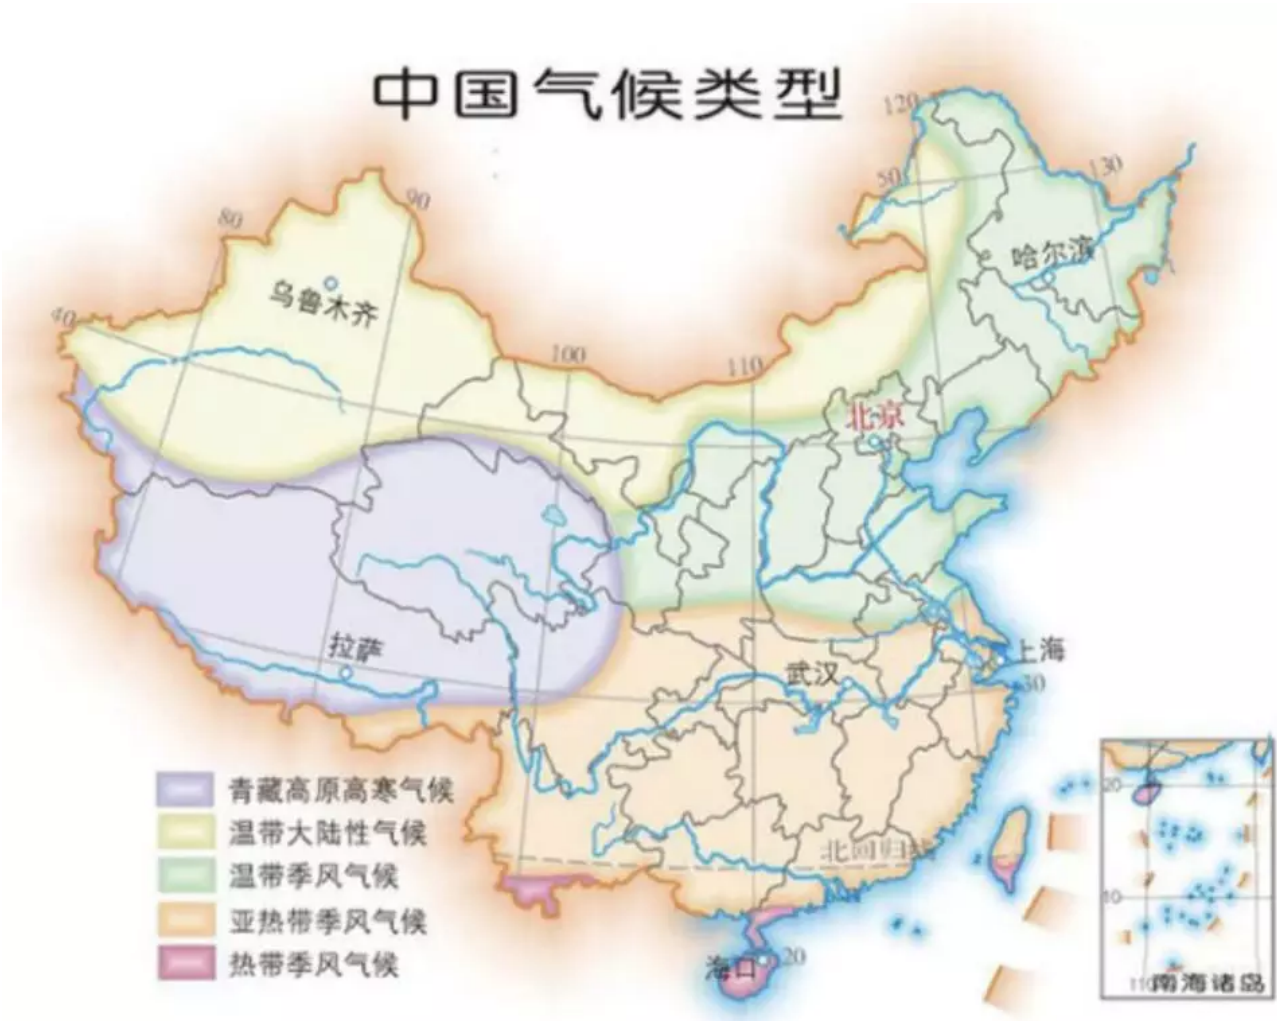 中国气候类型
120
50
130
80
90
哈尔滨
乌鲁木齐
40
100
110
北京
拉萨
上海
武汉
30
青藏高原高寒气候
温带大陆性气候
温带季风气候
亚热带季风气候
热带季风气候
北回归线
海口
20
20
10
110
南海诸岛